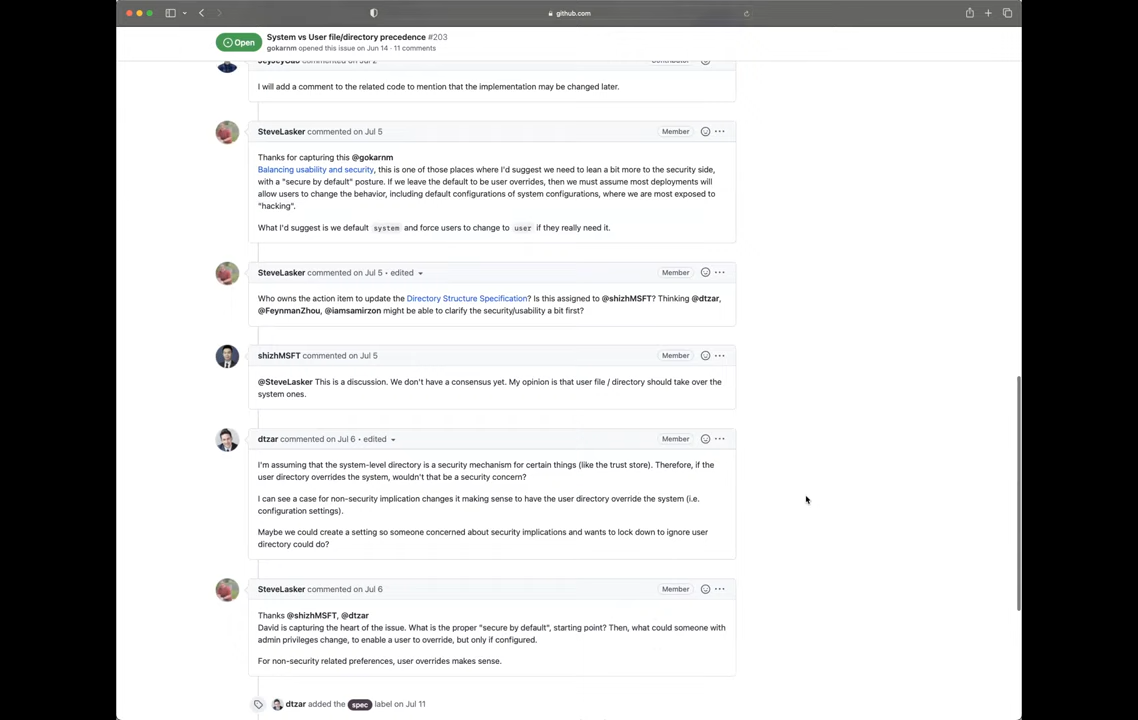 github.com
Open
System vs User file/directory precedence #203
gokarnm opened this issue on Jun 14 · 11 comments
commented on Jul 2
Contributor
I will add a comment to the related code to mention that the implementation may be changed later.
SteveLasker commented on Jul 5
Member
Thanks for capturing this @gokarnm
Balancing usability and security, this is one of those places where I'd suggest we need to lean a bit more to the security side,
with a "secure by default" posture. If we leave the default to be user overrides, then we must assume most deployments will
allow users to change the behavior, including default configurations of system configurations, where we are most exposed to
"hacking".
What I'd suggest is we default system and force users to change to user if they really need it.
SteveLasker commented on Jul 5 • edited
Member
Who owns the action item to update the Directory Structure Specification? Is this assigned to @shizhMSFT? Thinking @dtzar,
@FeynmanZhou, @iamsamirzon might be able to clarify the security/usability a bit first?
shizhMSFT commented on Jul 5
Member
@SteveLasker This is a discussion. We don't have a consensus yet. My opinion is that user file / directory should take over the
system ones.
dtzar commented on Jul 6 • edited
Member
I'm assuming that the system-level directory is a security mechanism for certain things (like the trust store). Therefore, if the
user directory overrides the system, wouldn't that be a security concern?
I can see a case for non-security implication changes it making sense to have the user directory override the system (i.e.
configuration settings).
Maybe we could create a setting so someone concerned about security implications and wants to lock down to ignore user
directory could do?
SteveLasker commented on Jul 6
Member
Thanks @shizhMSFT, @dtzar
David is capturing the heart of the issue. What is the proper "secure by default", starting point? Then, what could someone with
admin privileges change, to enable a user to override, but only if configured.
For non-security related preferences, user overrides makes sense.
dtzar added the spec label on Jul 11